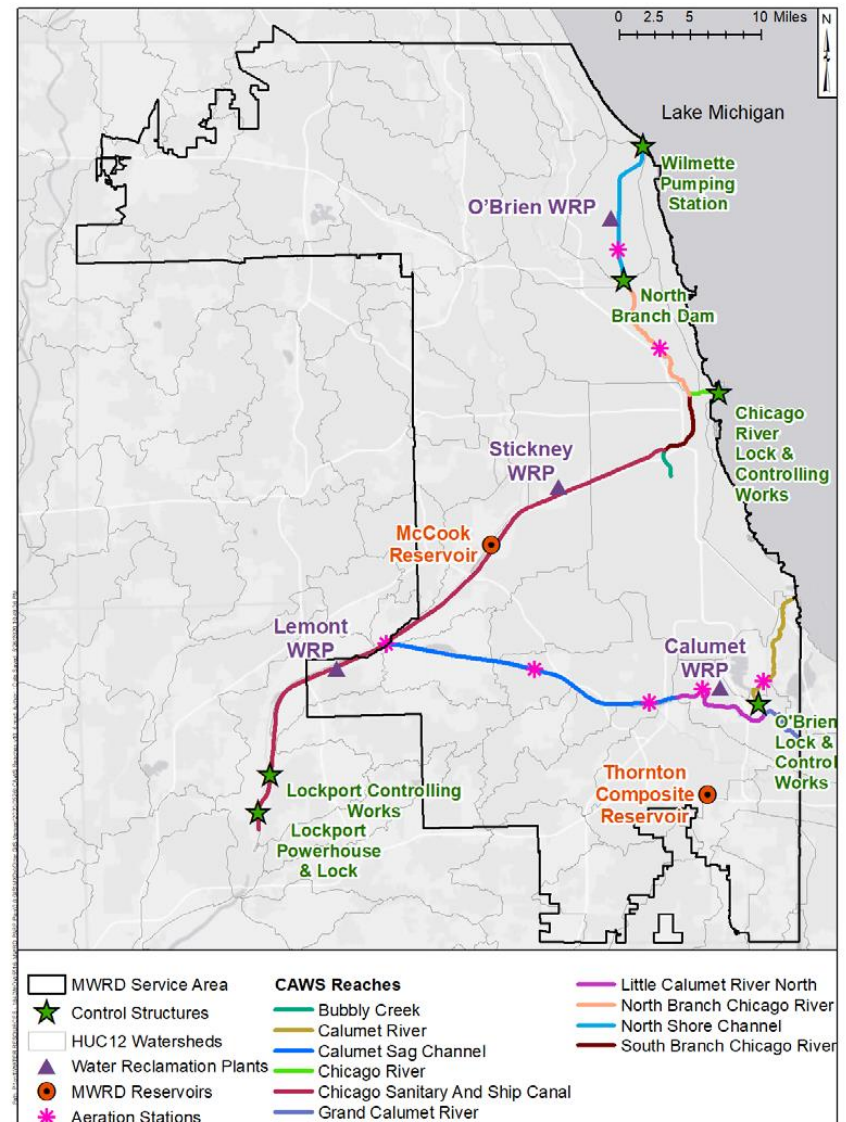 0 2.5 5 10 Miles
N
Lake Michigan
Wilmette
Pumping
Station
O'Brien WRP
North
Branch Dam
Chicago
River
Lock &
Controlling
Works
Stickney
WRP
McCook
Reservoir
Lemont
WRP
Calumet
WRP
O'Brien
Lock &
Control
Works
Thornton
Composite
Reservoir
Lockport Controlling
Works
Lockport
Powerhouse
& Lock
MWRD Service Area
Control Structures
HUC12 Watersheds
Water Reclamation Plants
MWRD Reservoirs
Aeration Stations
CAWS Reaches
Bubbly Creek
Calumet River
Calumet Sag Channel
Chicago River
Chicago Sanitary And Ship Canal
Grand Calumet River
Little Calumet River North
North Branch Chicago River
North Shore Channel
South Branch Chicago River